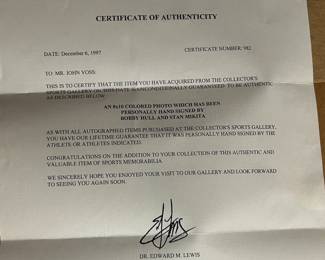 CERTIFICATE OF AUTHENTICITY
DATE: December 6, 1997
CERTIFICATE NUMBER: 982
TO: MR. JOHN VOSS:
THIS IS TO CERTIFY THAT THE ITEM YOU HAVE ACQUIRED FROM THE COLLECTOR'S
SPORTS GALLERY ON THIS DATE IS UNCONDITIONALLY GUARANTEED TO BE AUTHENTIC
AS DESCRIBED BELOW.
AN 8x10 COLORED PHOTO WHICH HAS BEEN
PERSONALLY HAND SIGNED BY
BOBBY HULL AND STAN MIKITA
AS WITH ALL AUTOGRAPHED ITEMS PURCHASED AT THE COLLECTOR'S SPORTS GALLERY,
YOU HAVE OUR LIFETIME GUARANTEE THAT IT WAS PERSONALLY HAND SIGNED BY THE
ATHLETE OR ATHLETES INDICATED.
CONGRATULATIONS ON THE ADDITION TO YOUR COLLECTION OF THIS AUTHENTIC AND
VALUABLE ITEM OF SPORTS MEMORABILIA.
WE SINCERELY HOPE YOU ENJOYED YOUR VISIT TO OUR GALLERY AND LOOK FORWARD
TO SEEING YOU AGAIN SOON.
DR. EDWARD M. LEWIS